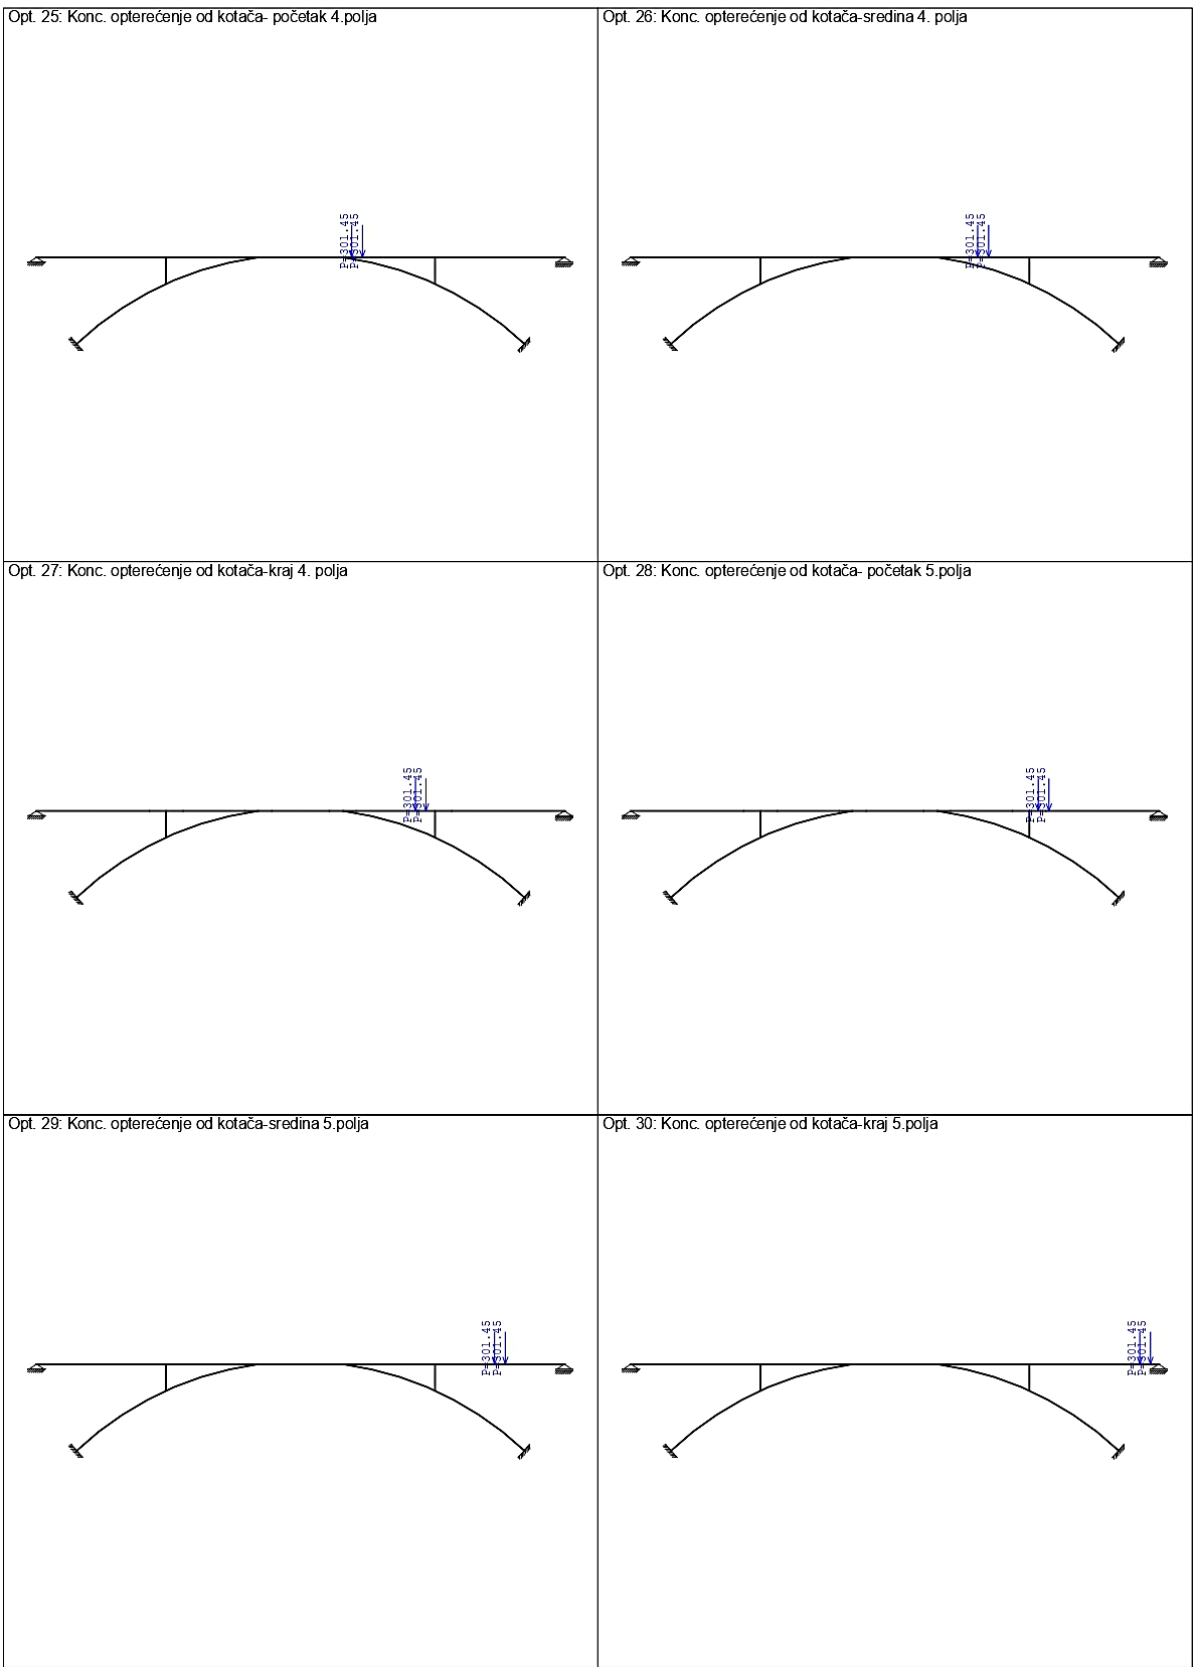 Opt. 25: Konc. opterećenje od kotača- početak 4.polja
P=301.45
P=301.45
Opt. 26: Konc. opterećenje od kotača-sredina 4. polja
P=301.45
P=301.45
Opt. 27: Konc. opterećenje od kotača-kraj 4. polja
P=301.45
P=301.45
Opt. 28: Konc. opterećenje od kotača- početak 5.polja
P=301.45
P=301.45
Opt. 29: Konc. opterećenje od kotača-sredina 5.polja
P=301.45
P=301.45
Opt. 30: Konc. opterećenje od kotača-kraj 5.polja
P=301.45
P=301.45